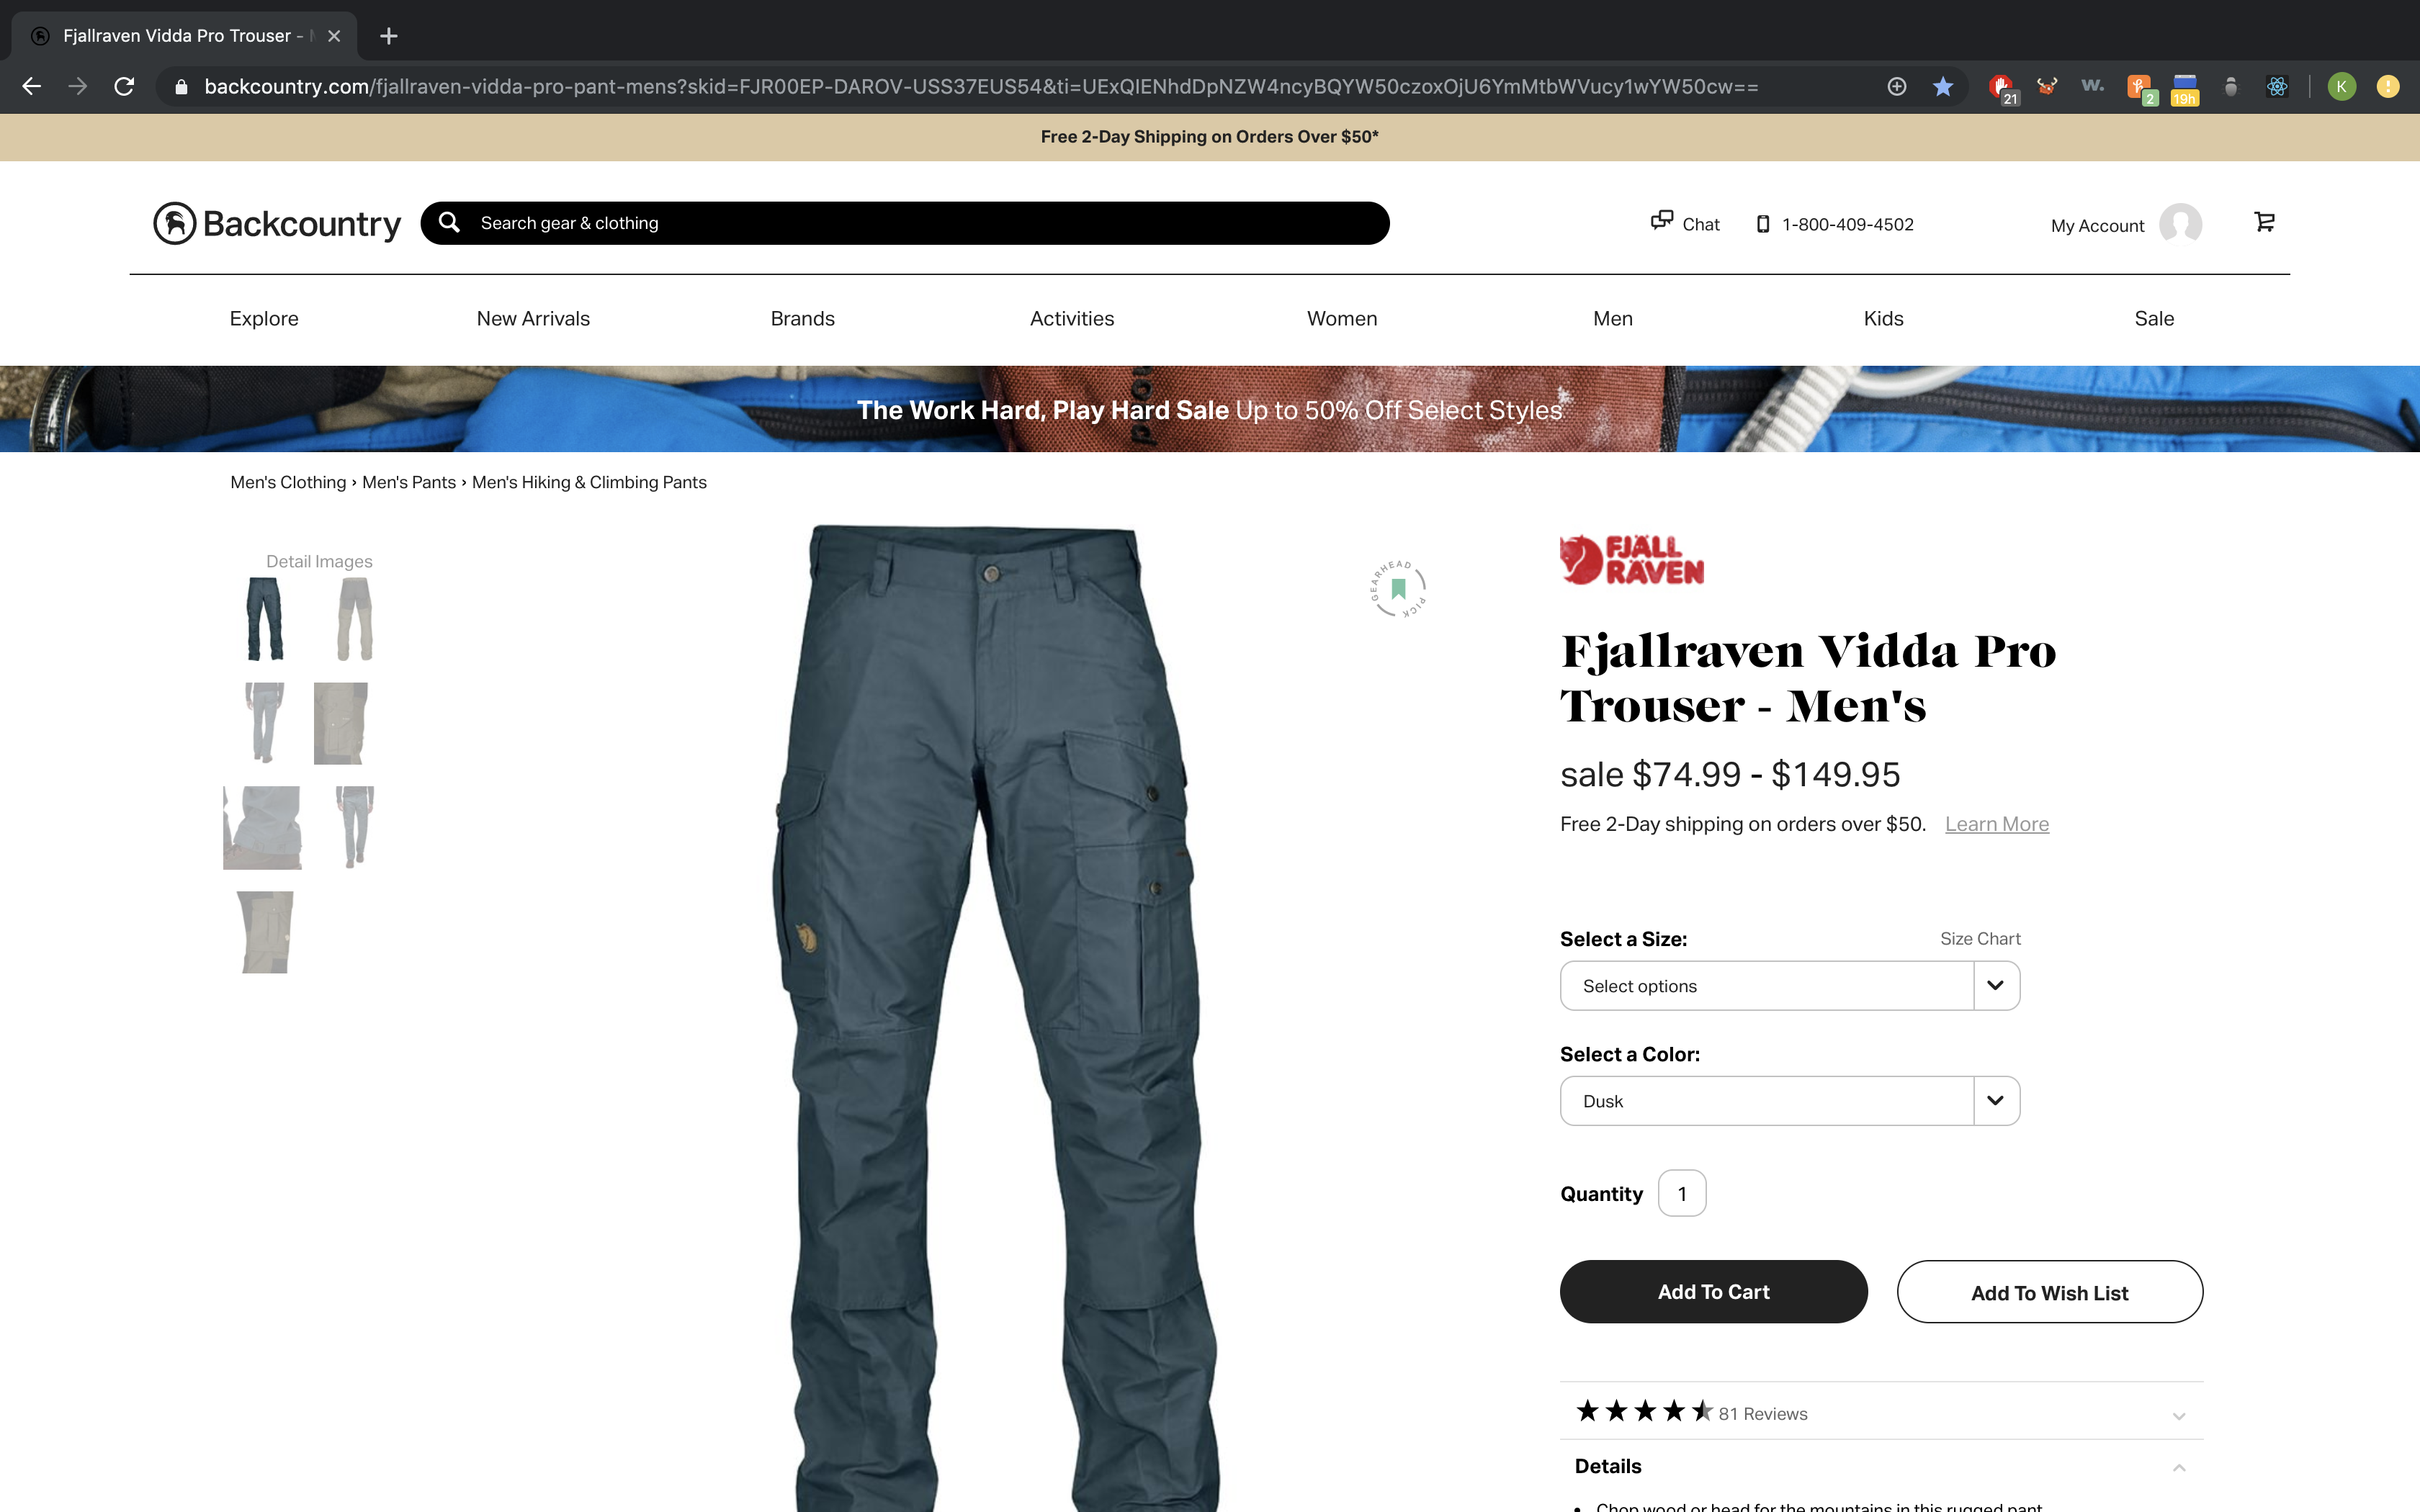 Fjallraven Vidda Pro Trouser -
backcountry.com/fjallraven-vidda-pro-pant-mens?skid=FJR00EP-DAROV-USS37EUS54&ti=UExQIENhdDpNZW4ncyBQYW50czoxOjU6YmMtbWVucy1wYW50cw==
21
w.
2
19h
K
Free 2-Day Shipping on Orders Over $50*
Backcountry
Search gear & clothing
Chat
1-800-409-4502
My Account
Explore
New Arrivals
Brands
Activities
Women
Men
Kids
Sale
The Work Hard, Play Hard Sale Up to 50% Off Select Styles*
Men's Clothing › Men's Pants › Men's Hiking & Climbing Pants
Detail Images
GEARHEAD PICK
FJÄLL
RÄVEN
Fjallraven Vidda Pro
Trouser - Men's
sale $74.99 - $149.95
Free 2-Day shipping on orders over $50. Learn More
Select a Size:
Size Chart
Select options
Select a Color:
Dusk
Quantity 1
Add To Cart
Add To Wish List
81 Reviews
Details
• Chop wood or head for the mountains in this rugged pant